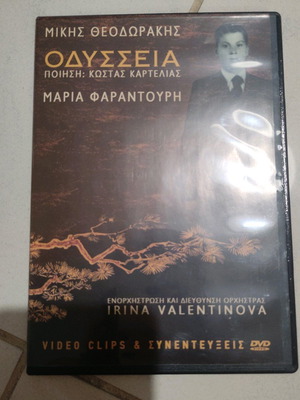 ΜΙΚΗΣ ΘΕΟΔΩΡΑΚΗΣ
ΟΔΥΣΣΕΙΑ
ΠΟΙΗΣΗ: ΚΩΣΤΑΣ ΚΑΡΤΕΛΙΑΣ
ΜΑΡΙΑ ΦΑΡΑΝΤΟΥΡΗ
ΕΝΟΡΧΗΣΤΡΩΣΗ ΚΑΙ ΔΙΕΥΘΥΝΣΗ ΟΡΧΗΣΤΡΑΣ
IRINA VALENTINOVA
VIDEO CLIPS & ΣΥΝΕΝΤΕΥΞΕΙΣ DVD